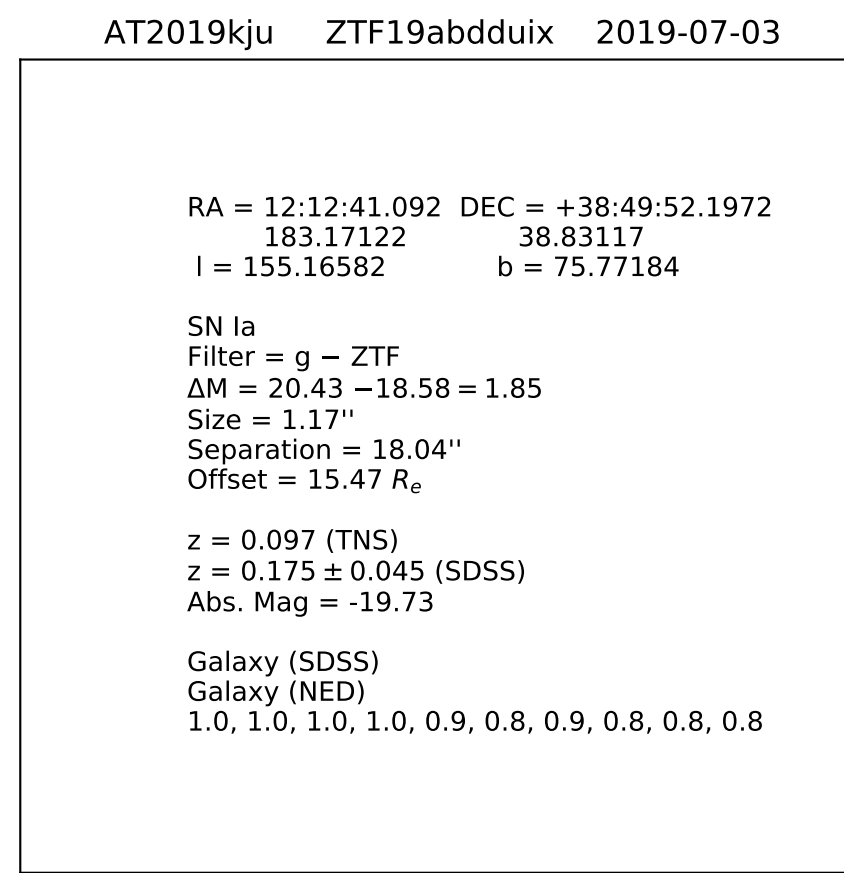 AT2019kju ZTF19abdduix 2019-07-03
RA = 12:12:41.092 DEC = +38:49:52.1972
183.17122 38.83117
l = 155.16582 b = 75.77184
SN Ia
Filter = g − ZTF
ΔM = 20.43 −18.58 = 1.85
Size = 1.17''
Separation = 18.04''
Offset = 15.47 Rₑ
z = 0.097 (TNS)
z = 0.175 ± 0.045 (SDSS)
Abs. Mag = -19.73
Galaxy (SDSS)
Galaxy (NED)
1.0, 1.0, 1.0, 1.0, 0.9, 0.8, 0.9, 0.8, 0.8, 0.8